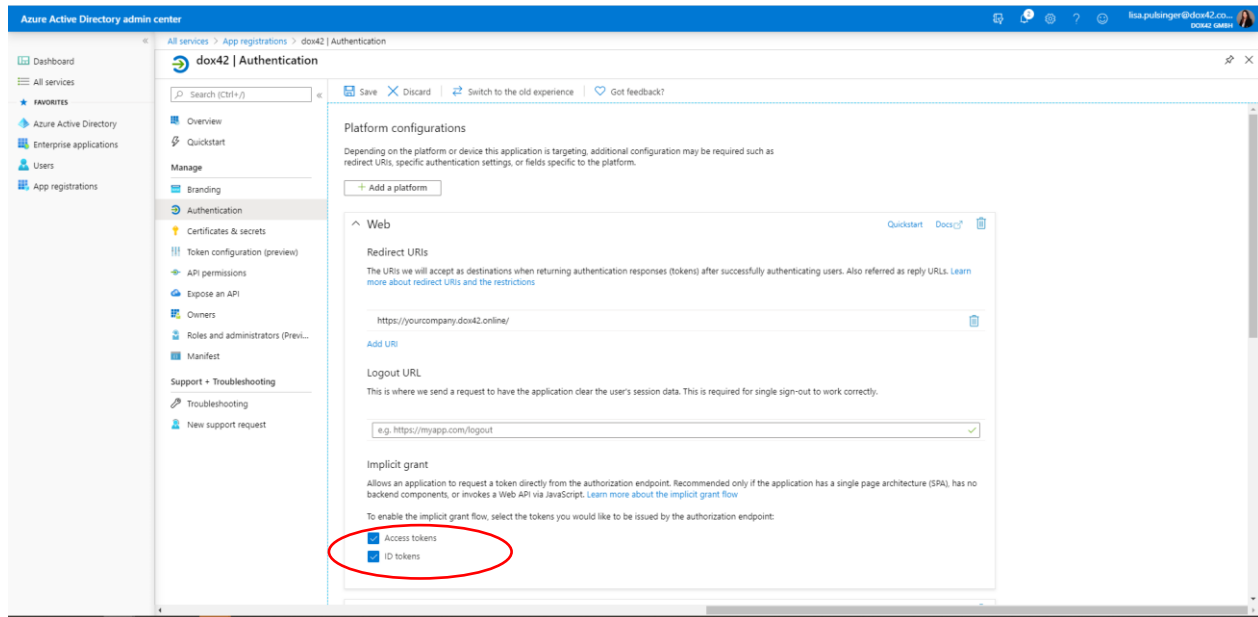 Azure Active Directory admin center
lisa.pulsinger@dox42.co...
DOX42 GMBH
All services > App registrations > dox42 | Authentication
Dashboard
All services
FAVORITES
Azure Active Directory
Enterprise applications
Users
App registrations
dox42 | Authentication
Search (Ctrl+/)
Overview
Quickstart
Manage
Branding
Authentication
Certificates & secrets
Token configuration (preview)
API permissions
Expose an API
Owners
Roles and administrators (Previ...
Manifest
Support + Troubleshooting
Troubleshooting
New support request
Save Discard Switch to the old experience Got feedback?
Platform configurations
Depending on the platform or device this application is targeting, additional configuration may be required such as
redirect URIs, specific authentication settings, or fields specific to the platform.
+ Add a platform
Web
Quickstart Docs
Redirect URIs
The URIs we will accept as destinations when returning authentication responses (tokens) after successfully authenticating users. Also referred as reply URLs. Learn
more about redirect URIs and the restrictions
https://yourcompany.dox42.online/
Add URI
Logout URL
This is where we send a request to have the application clear the user's session data. This is required for single sign-out to work correctly.
e.g. https://myapp.com/logout
Implicit grant
Allows an application to request a token directly from the authorization endpoint. Recommended only if the application has a single page architecture (SPA), has no
backend components, or invokes a Web API via JavaScript. Learn more about the implicit grant flow
To enable the implicit grant flow, select the tokens you would like to be issued by the authorization endpoint:
Access tokens
ID tokens